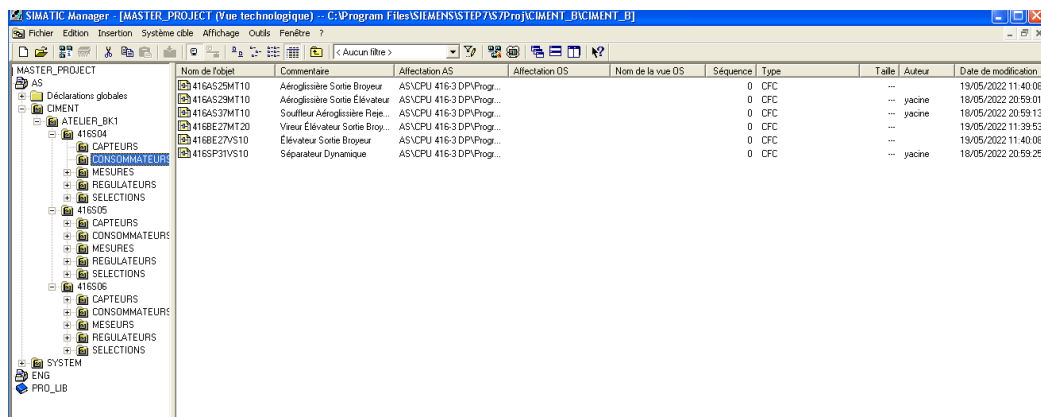 SIMATIC Manager - [MASTER_PROJECT (Vue technologique) -- C:\Program Files\SIEMENS\STEP7\S7Proj\CIMENT_B\CIMENT_B]
Fichier Edition Insertion Système cible Affichage Outils Fenêtre ?
< Aucun filtre >
MASTER_PROJECT
AS
Déclarations globales
CIMENT
ATELIER_BK1
416S04
CAPTEURS
CONSOMMATEURS
MESURES
REGULATEURS
SELECTIONS
416S05
CAPTEURS
CONSOMMATEURS
MESURES
REGULATEURS
SELECTIONS
416S06
CAPTEURS
CONSOMMATEURS
MESEURS
REGULATEURS
SELECTIONS
SYSTEM
ENG
PRO_LIB
Nom de l'objet Commentaire Affectation AS Affectation OS Nom de la vue OS Séquence Type Taille Auteur Date de modification
416AS25MT10 Aéroglissière Sortie Broyeur AS\CPU 416-3 DP\Progr... 0 CFC --- 19/05/2022 11:40:08
416AS29MT10 Aéroglissière Sortie Élévateur AS\CPU 416-3 DP\Progr... 0 CFC --- yacine 18/05/2022 20:59:01
416AS37MT10 Souffleur Aéroglissière Reje... AS\CPU 416-3 DP\Progr... 0 CFC --- yacine 18/05/2022 20:59:13
416BE27MT20 Vireur Élévateur Sortie Broy... AS\CPU 416-3 DP\Progr... 0 CFC --- 19/05/2022 11:39:53
416BE27VS10 Élévateur Sortie Broyeur AS\CPU 416-3 DP\Progr... 0 CFC --- 19/05/2022 11:40:08
416SP31VS10 Séparateur Dynamique AS\CPU 416-3 DP\Progr... 0 CFC --- yacine 18/05/2022 20:59:25